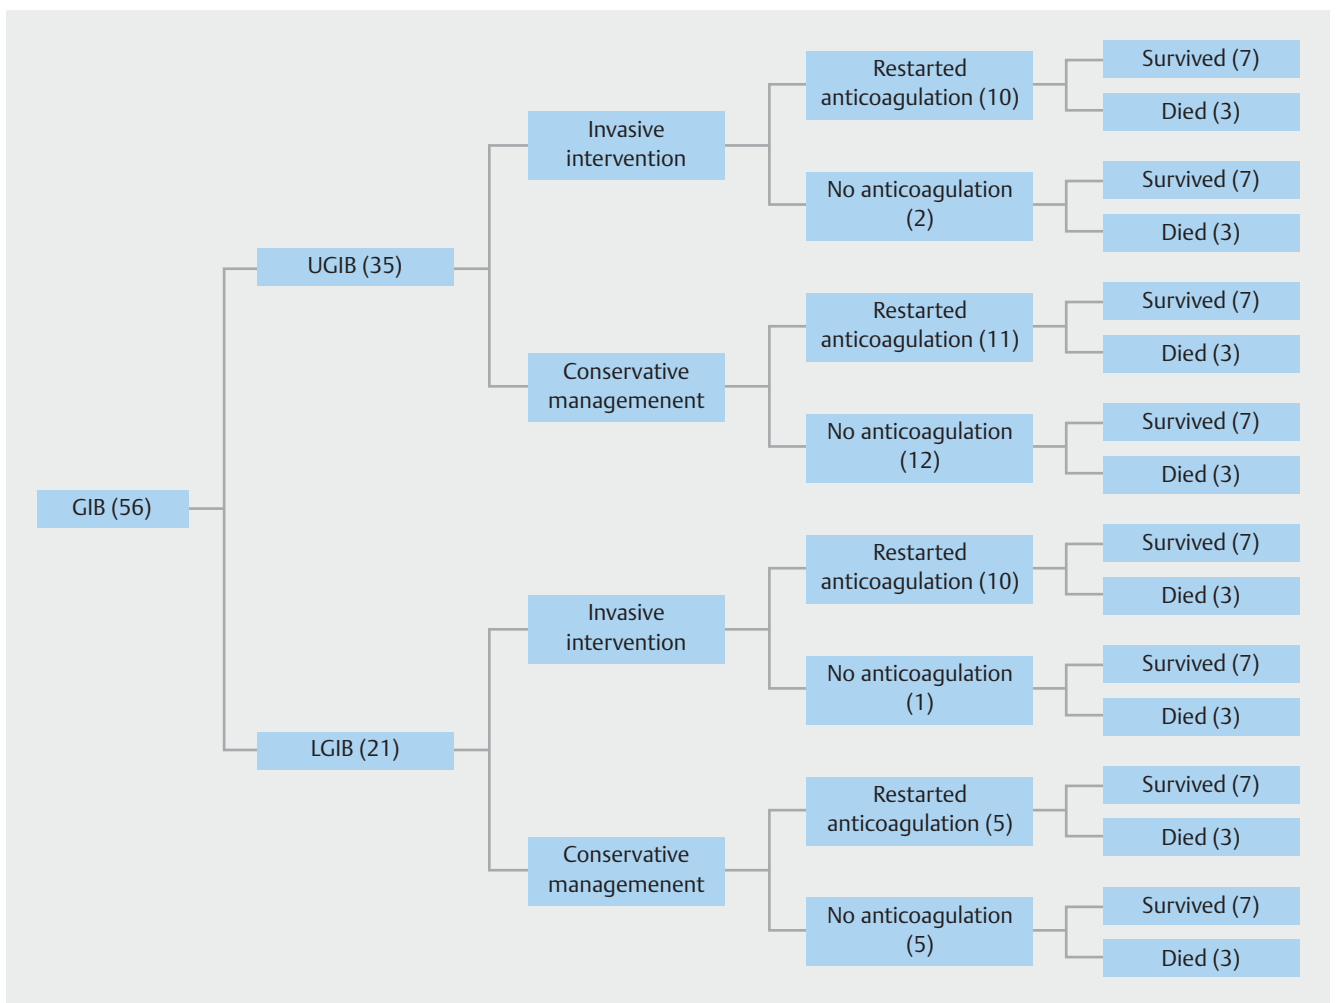 GIB (56)
UGIB (35)
Invasive
intervention
Restarted
anticoagulation (10)
Survived (7)
Died (3)
No anticoagulation
(2)
Survived (7)
Died (3)
Conservative
managemenent
Restarted
anticoagulation (11)
Survived (7)
Died (3)
No anticoagulation
(12)
Survived (7)
Died (3)
LGIB (21)
Invasive
intervention
Restarted
anticoagulation (10)
Survived (7)
Died (3)
No anticoagulation
(1)
Survived (7)
Died (3)
Conservative
managemenent
Restarted
anticoagulation (5)
Survived (7)
Died (3)
No anticoagulation
(5)
Survived (7)
Died (3)